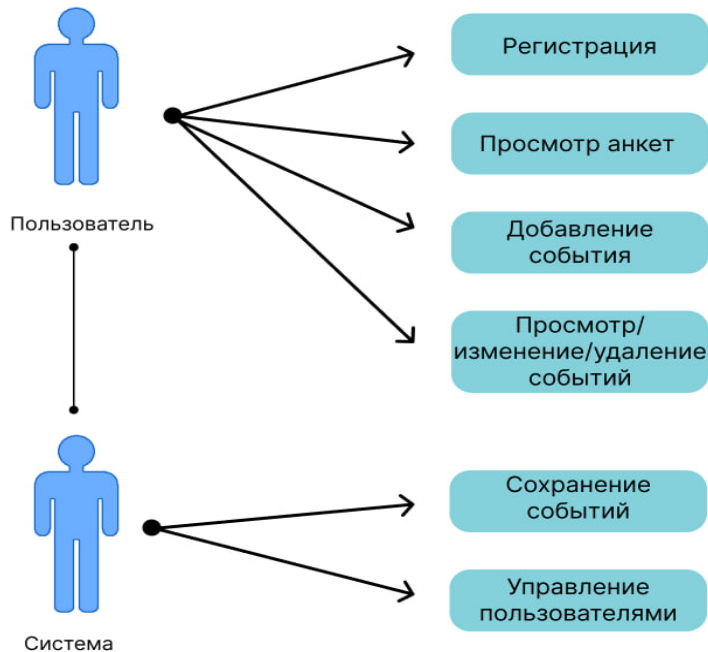 Регистрация
Просмотр анкет
Пользователь
Добавление
события
Просмотр/
изменение/удаление
событий
Сохранение
событий
Управление
пользователями
Система